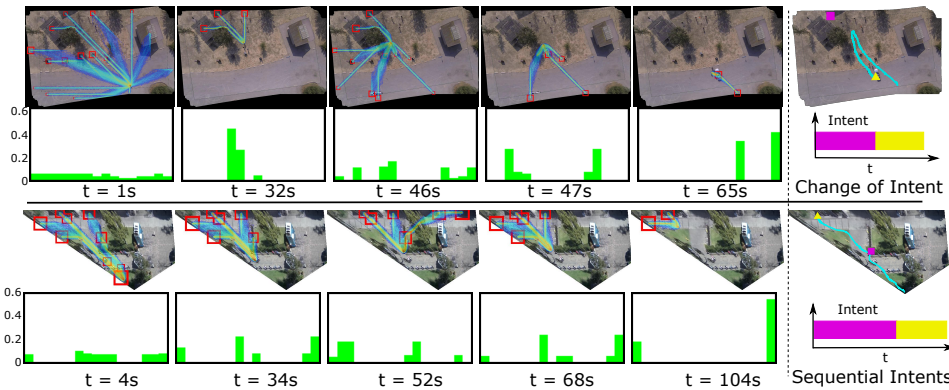 0.6
0.4
0.2
0
t = 1s
t = 32s
t = 46s
t = 47s
t = 65s
Intent
t
Change of Intent
0.6
0.4
0.2
0
t = 4s
t = 34s
t = 52s
t = 68s
t = 104s
Intent
t
Sequential Intents